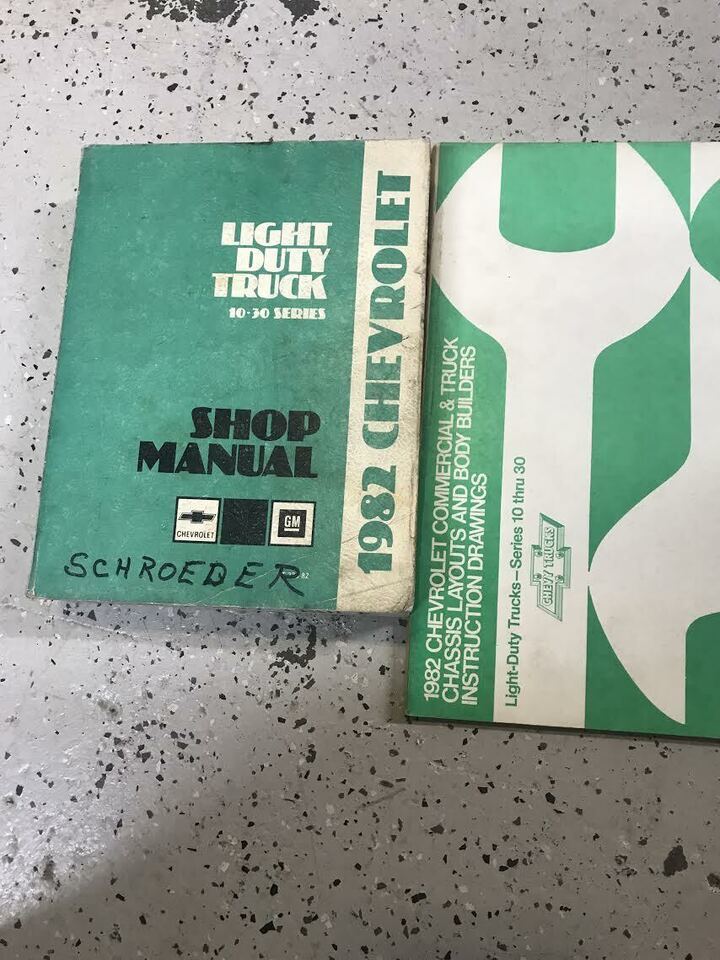 LIGHT
DUTY
TRUCK
10-30 SERIES
SHOP
MANUAL
CHEVROLET
GM
SCHROEDER
82
1982 CHEVROLET
1982 CHEVROLET COMMERCIAL & TRUCK
CHASSIS LAYOUTS AND BODY BUILDERS
INSTRUCTION DRAWINGS
Light-Duty Trucks—Series 10 thru 30
CHEVY TRUCKS